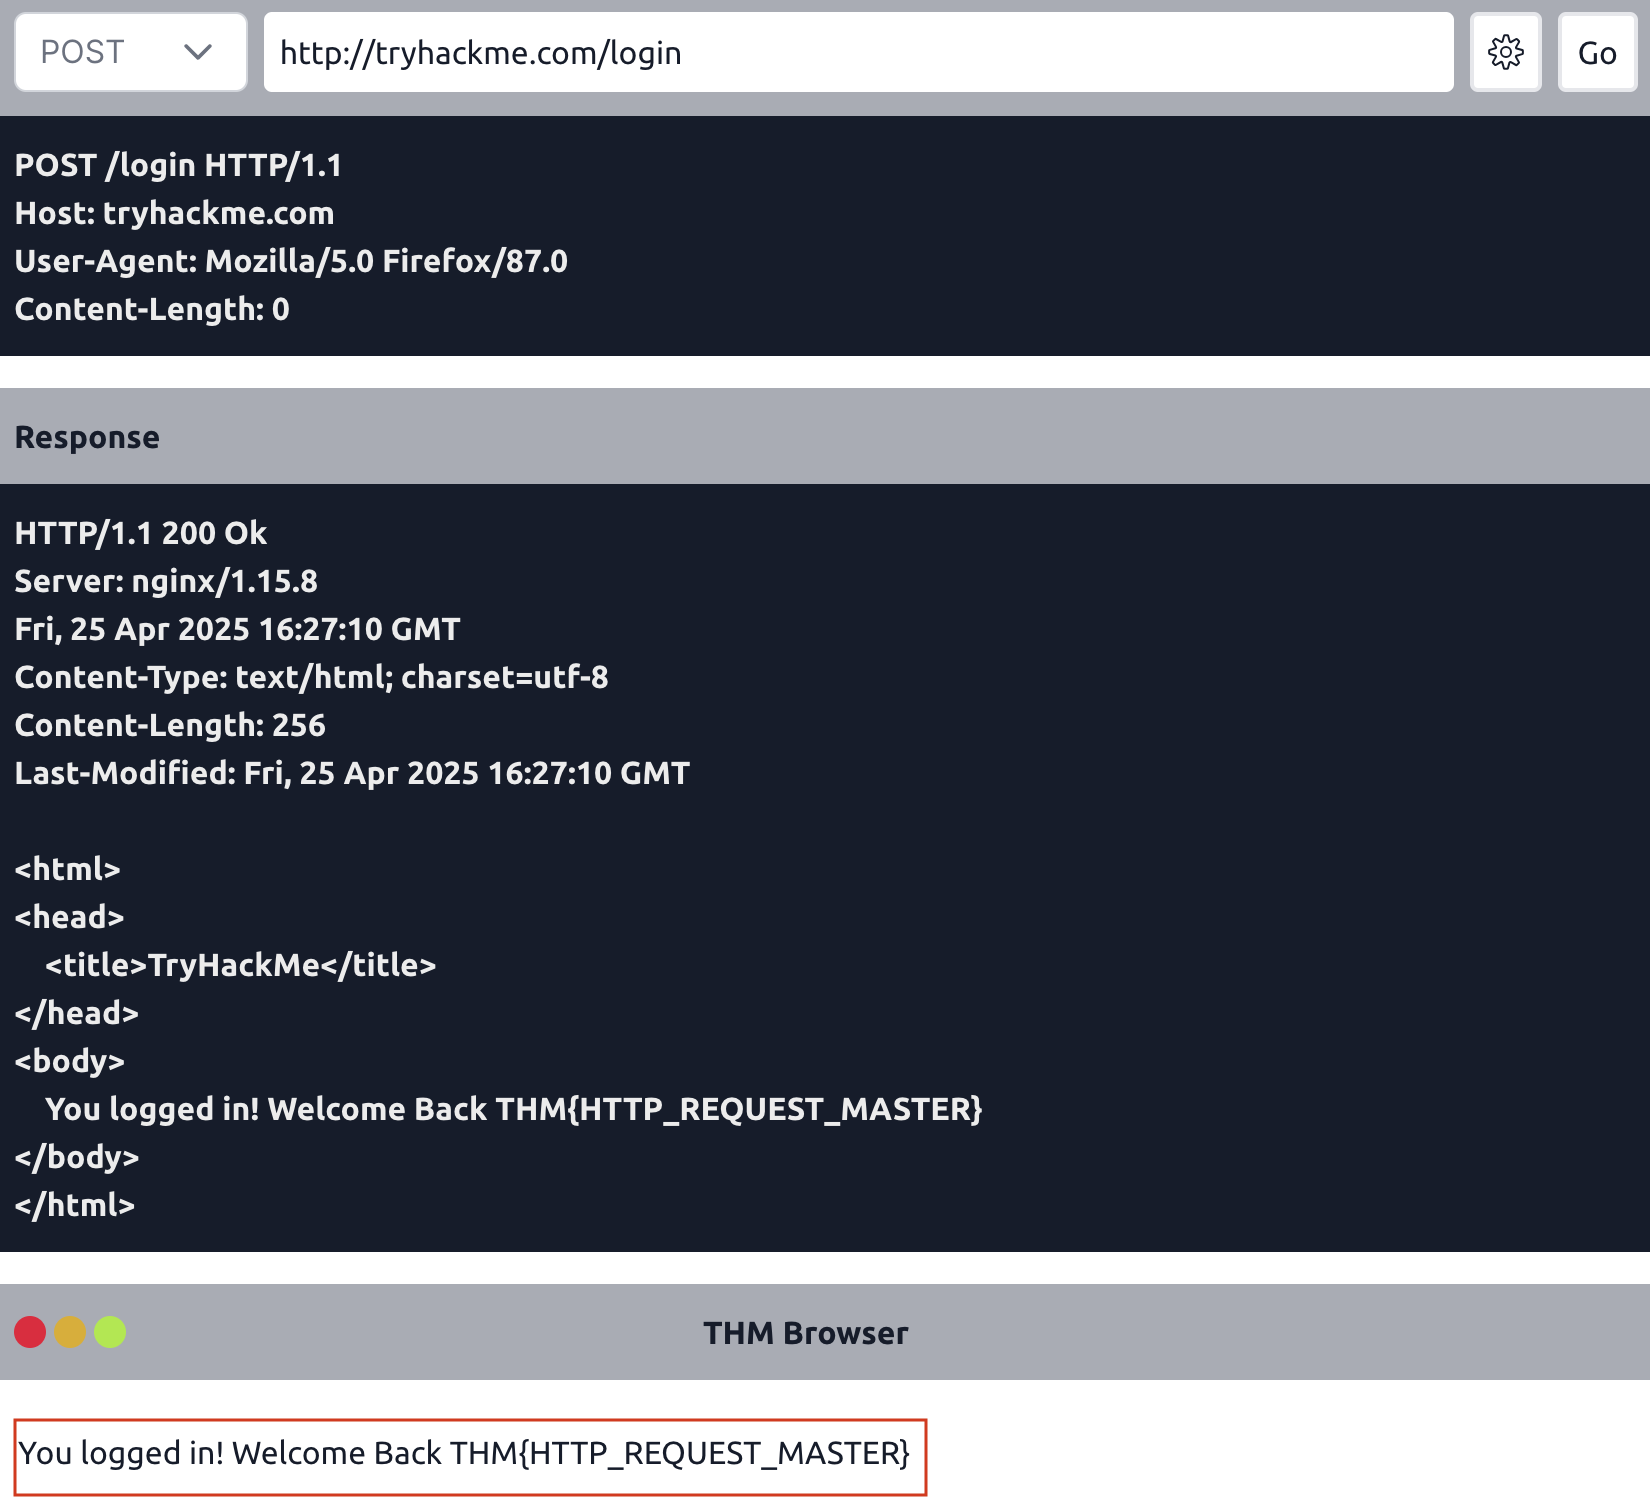 POST
http://tryhackme.com/login
Go
POST /login HTTP/1.1
Host: tryhackme.com
User-Agent: Mozilla/5.0 Firefox/87.0
Content-Length: 0
Response
HTTP/1.1 200 Ok
Server: nginx/1.15.8
Fri, 25 Apr 2025 16:27:10 GMT
Content-Type: text/html; charset=utf-8
Content-Length: 256
Last-Modified: Fri, 25 Apr 2025 16:27:10 GMT
<html>
<head>
<title>TryHackMe</title>
</head>
<body>
You logged in! Welcome Back THM{HTTP_REQUEST_MASTER}
</body>
</html>
THM Browser
You logged in! Welcome Back THM{HTTP_REQUEST_MASTER}